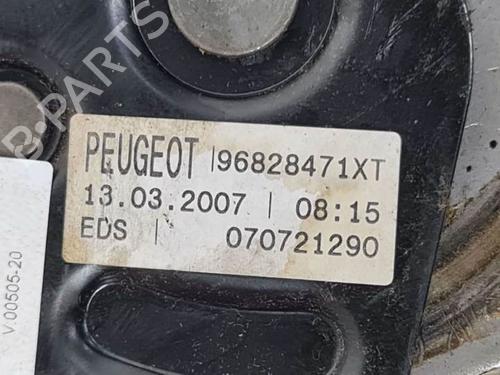 B-PARTS
PEUGEOT |96828471XT
13.03.2007 | 08:15
EDS | 070721290
V.00505-20